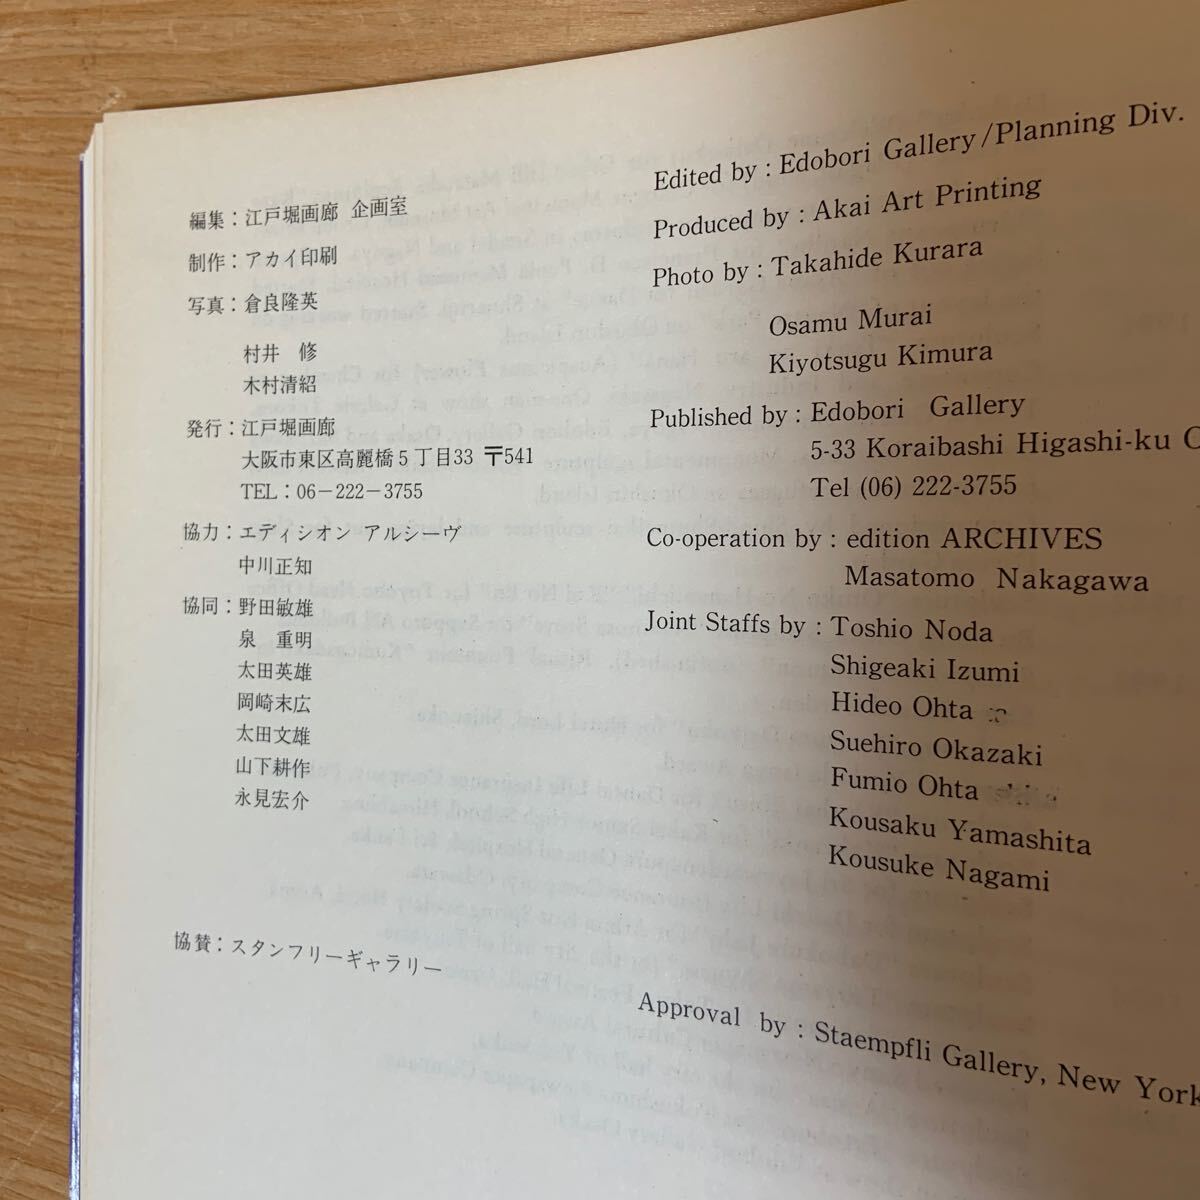 編集：江戸堀画廊 企画室
制作：アカイ印刷
写真：倉良隆英
村井　修
木村清紹
発行：江戸堀画廊
大阪市東区高麗橋5丁目33 〒541
TEL：06－222－3755
協力：エディシオン アルシーヴ
中川正知
協同：野田敏雄
泉　重明
太田英雄
岡崎末広
太田文雄
山下耕作
永見宏介
協賛：スタンフリーギャラリー
Edited by : Edobori Gallery/Planning Div.
Produced by : Akai Art Printing
Photo by : Takahide Kurara
Osamu Murai
Kiyotsugu Kimura
Published by : Edobori Gallery
5-33 Koraibashi Higashi-ku
Tel (06) 222-3755
Co-operation by : edition ARCHIVES
Masatomo Nakagawa
Joint Staffs by : Toshio Noda
Shigeaki Izumi
Hideo Ohta
Suehiro Okazaki
Fumio Ohta
Kousaku Yamashita
Kousuke Nagami
Approval by : Staempfli Gallery, New York